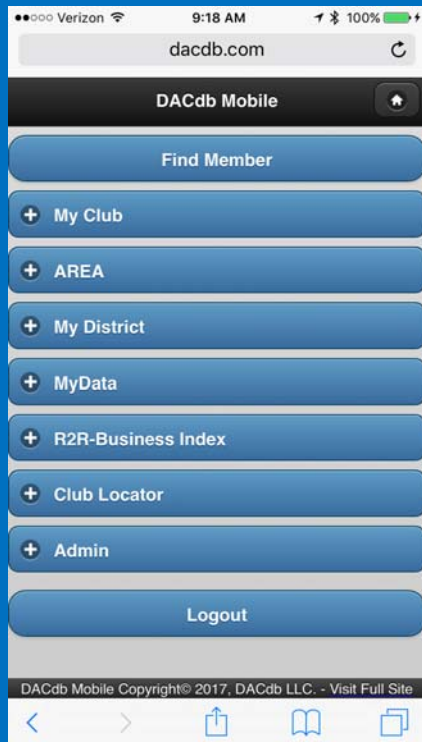 Verizon 9:18 AM 100%
dacdb.com
DACdb Mobile
Find Member
My Club
AREA
My District
MyData
R2R-Business Index
Club Locator
Admin
Logout
DACdb Mobile Copyright© 2017, DACdb LLC. - Visit Full Site